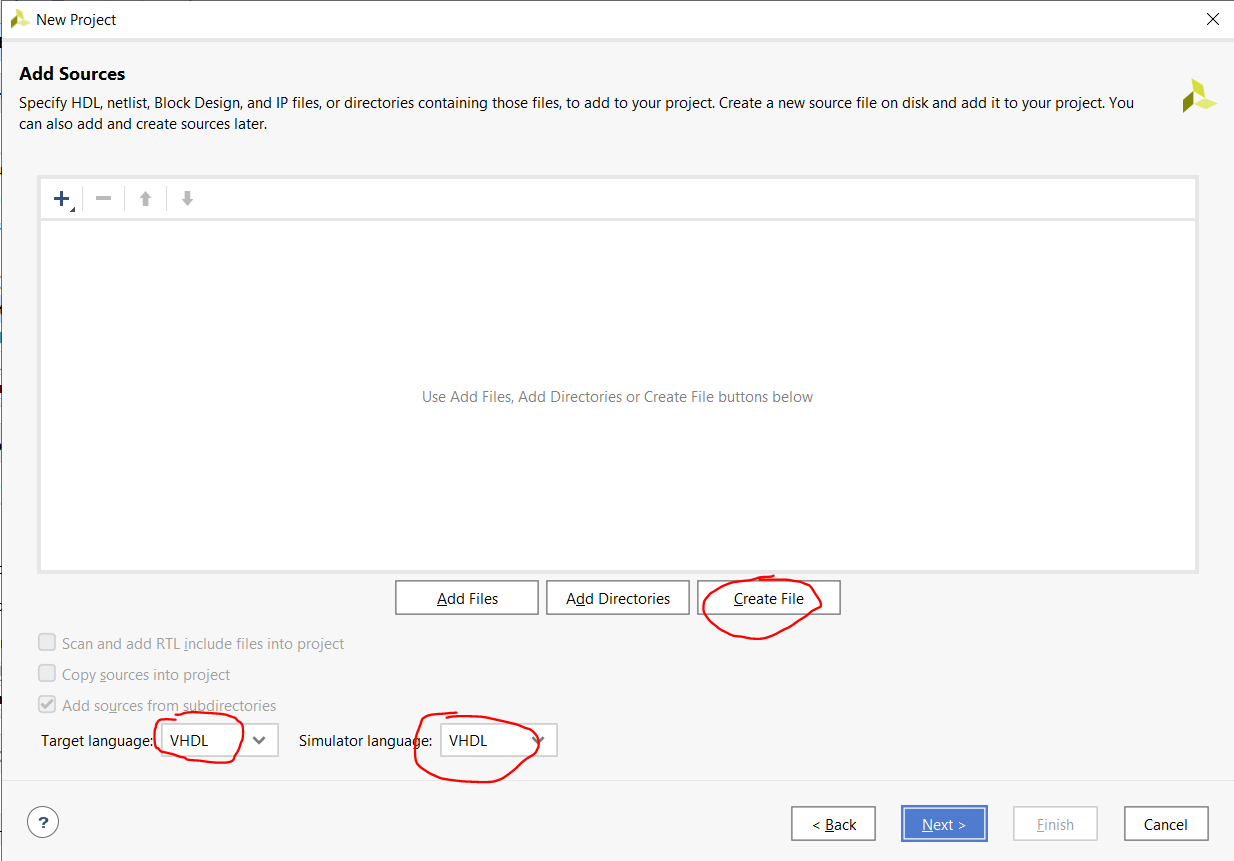 New Project
Add Sources
Specify HDL, netlist, Block Design, and IP files, or directories containing those files, to add to your project. Create a new source file on disk and add it to your project. You
can also add and create sources later.
Use Add Files, Add Directories or Create File buttons below
Add Files
Add Directories
Create File
Scan and add RTL include files into project
Copy sources into project
Add sources from subdirectories
Target language: VHDL Simulator language: VHDL
? < Back Next > Finish Cancel